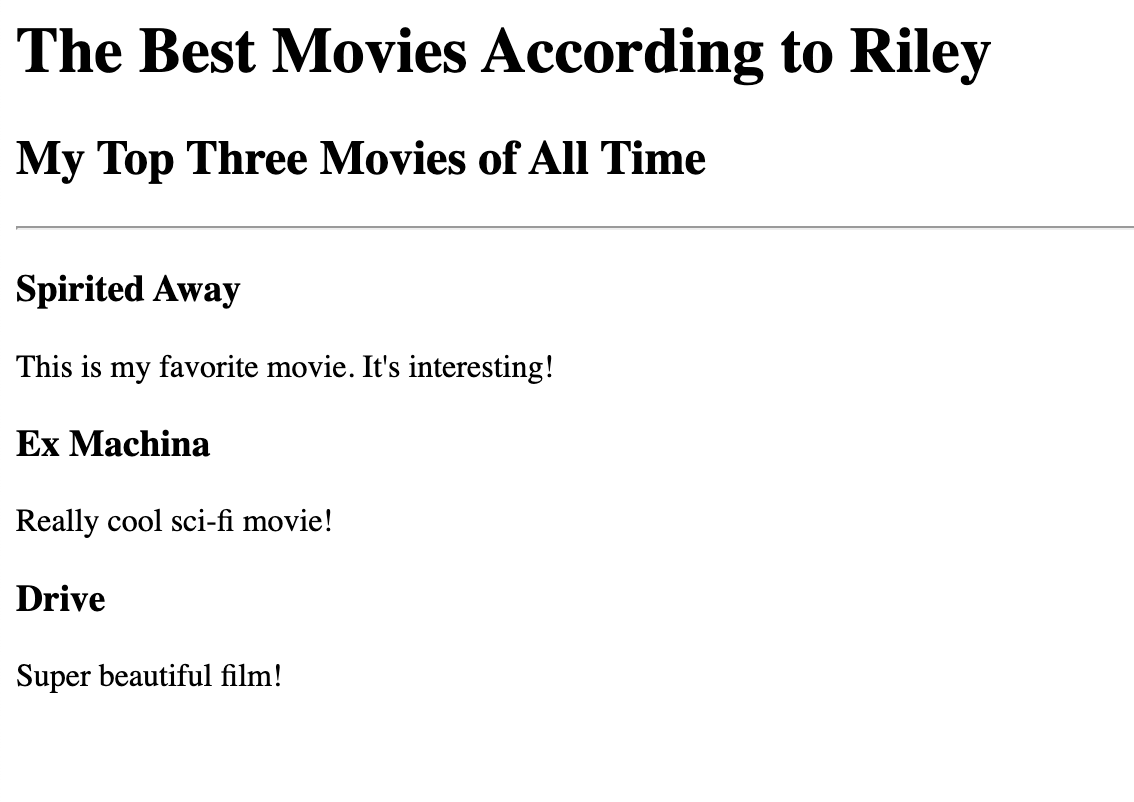 The Best Movies According to Riley
My Top Three Movies of All Time
Spirited Away
This is my favorite movie. It's interesting!
Ex Machina
Really cool sci-fi movie!
Drive
Super beautiful film!